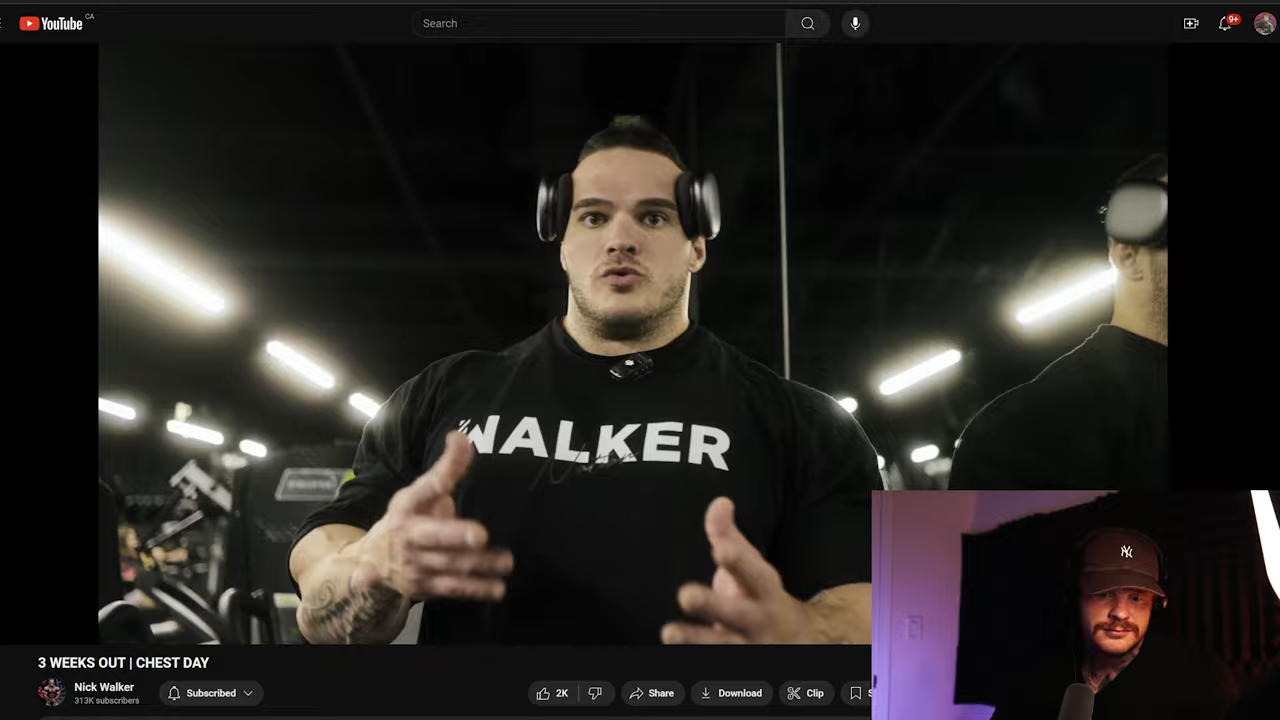 YouTube CA
Search
9+
WALKER
NY
3 WEEKS OUT | CHEST DAY
Nick Walker
313K subscribers
Subscribed
2K
Share
Download
Clip
S